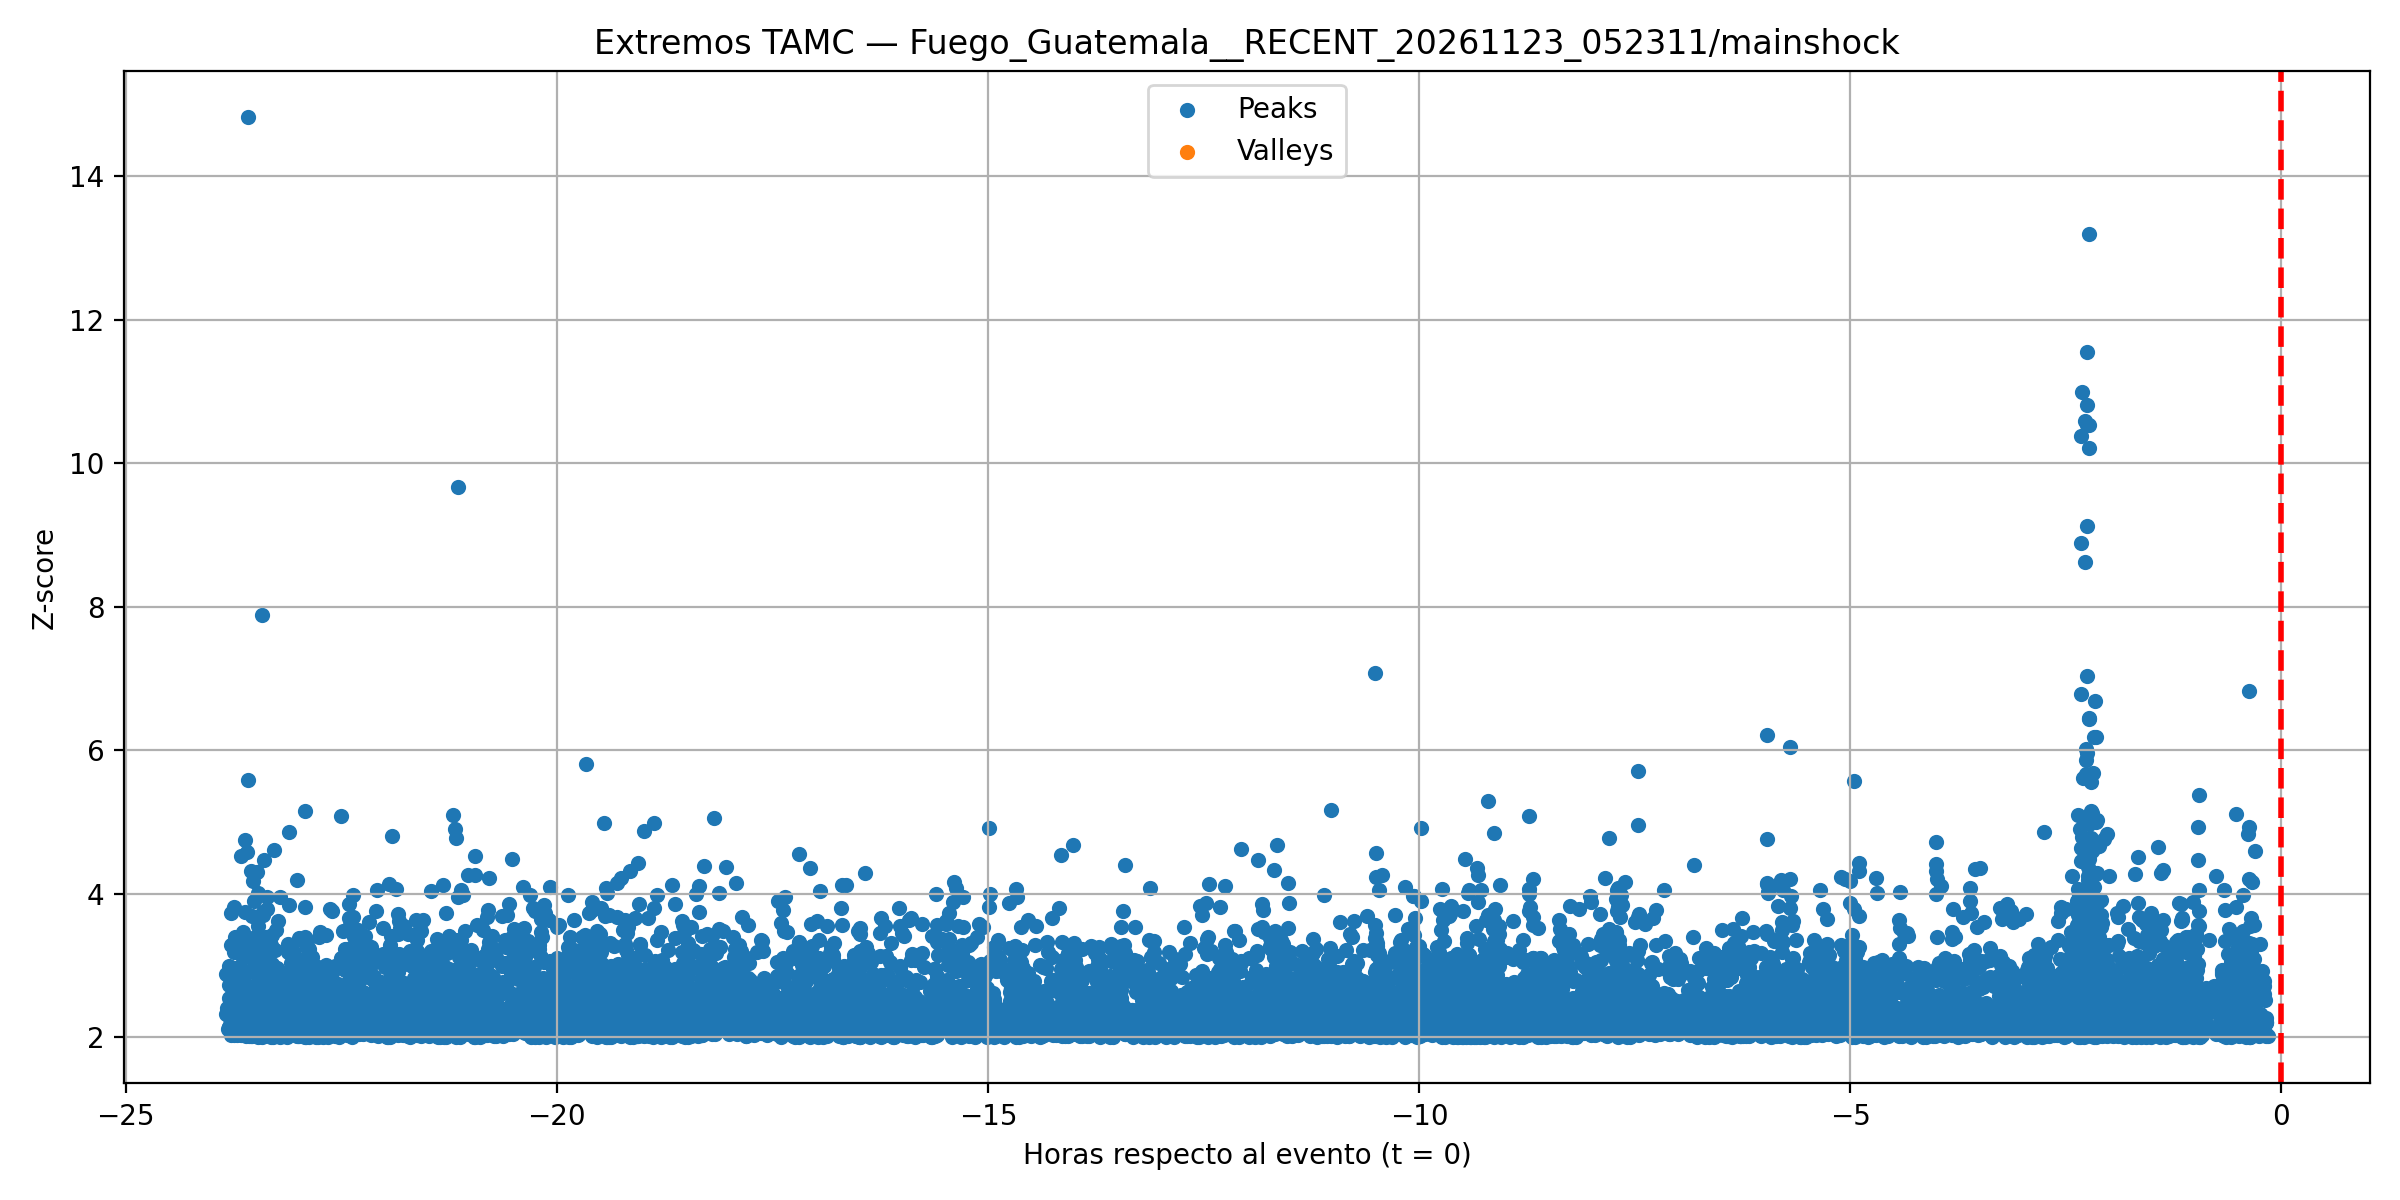 Extremos TAMC — Fuego_Guatemala__RECENT_20261123_052311/mainshock
Peaks
Valleys
Z-score
14
12
10
8
6
4
2
−25 −20 −15 −10 −5 0
Horas respecto al evento (t = 0)